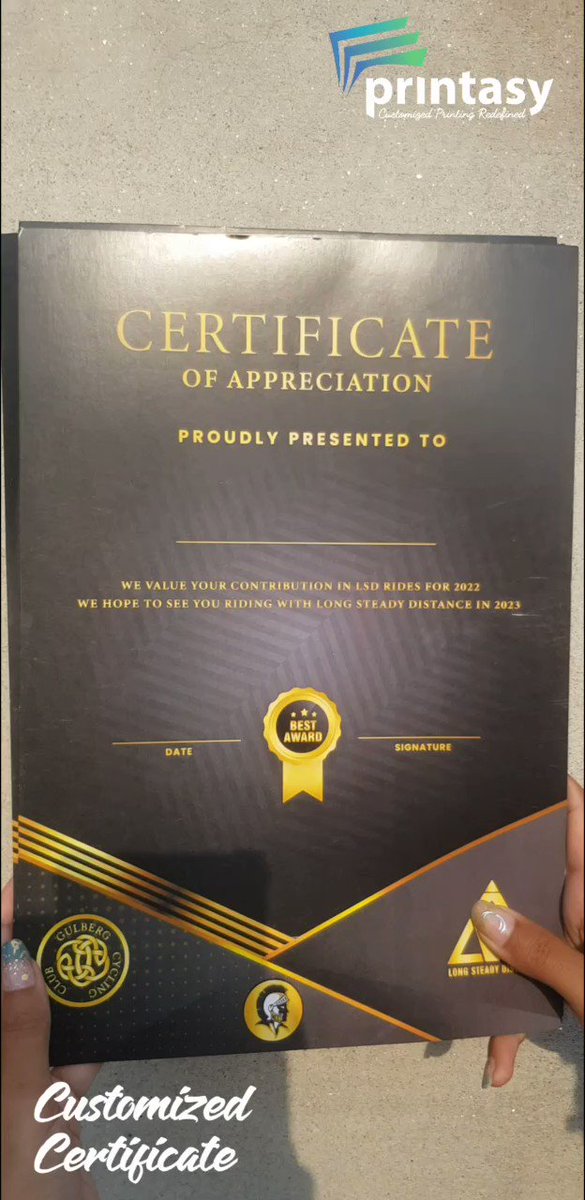 printasy
Customized Printing Redefined
CERTIFICATE
OF APPRECIATION
PROUDLY PRESENTED TO
WE VALUE YOUR CONTRIBUTION IN LSD RIDES FOR 2022
WE HOPE TO SEE YOU RIDING WITH LONG STEADY DISTANCE IN 2023
BEST
AWARD
DATE
SIGNATURE
GULBERG CYCLING CLUB
LONG STEADY
Customized
Certificate